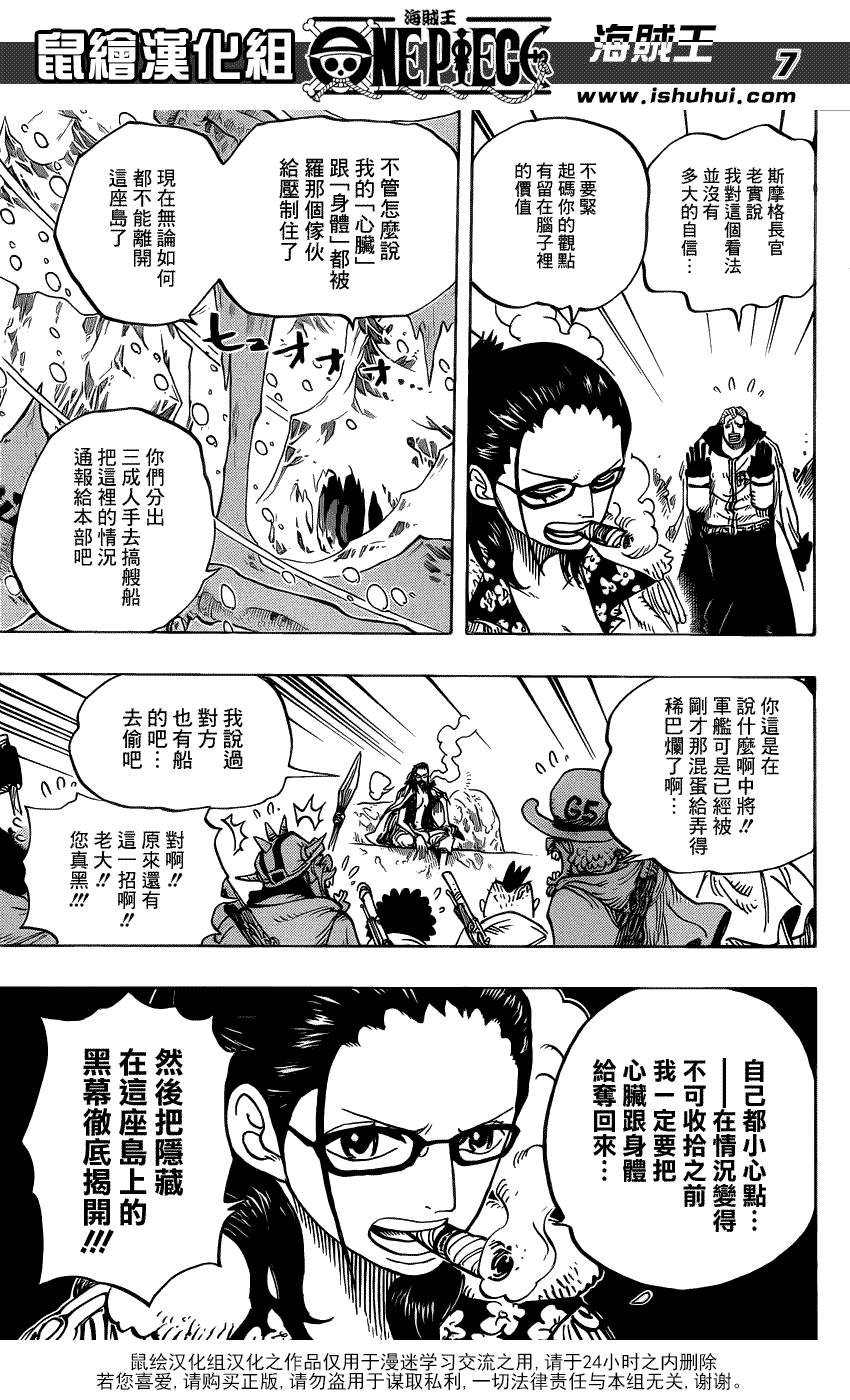 鼠繪漢化組
海賊王
ONE PIECE
海賊王
7
www.ishuhui.com
斯摩格長官
老實說
我對這個看法
並沒有
多大的自信…
不要緊
起碼你的觀點
有留在腦子裡
的價值
不管怎麼說
我的「心臟」
跟「身體」都被
羅那個傢伙
給壓制住了
現在無論如何
都不能離開
這座島了
ヒュオオオ…
你們分出
三成人手去搞艘船
把這裡的情況
通報給本部吧
你這是在
說什麼啊中將!!
軍艦可是已經被
剛才那混蛋給弄得
稀巴爛了啊…
G5
我說過
對方
也有船
的吧…
去偷吧
對啊!!
原來還有
這一招啊!!
老大!!
您真黑!!!
自己都小心點…
——在情況變得
不可收拾之前
我一定要把
心臟跟身體
給奪回來…
然後把隱藏
在這座島上的
黑幕徹底揭開!!!
鼠绘汉化组汉化之作品仅用于漫迷学习交流之用, 请于24小时之内删除
若您喜爱, 请购买正版, 请勿用于谋取私利, 一切法律责任与本组无关, 谢谢。